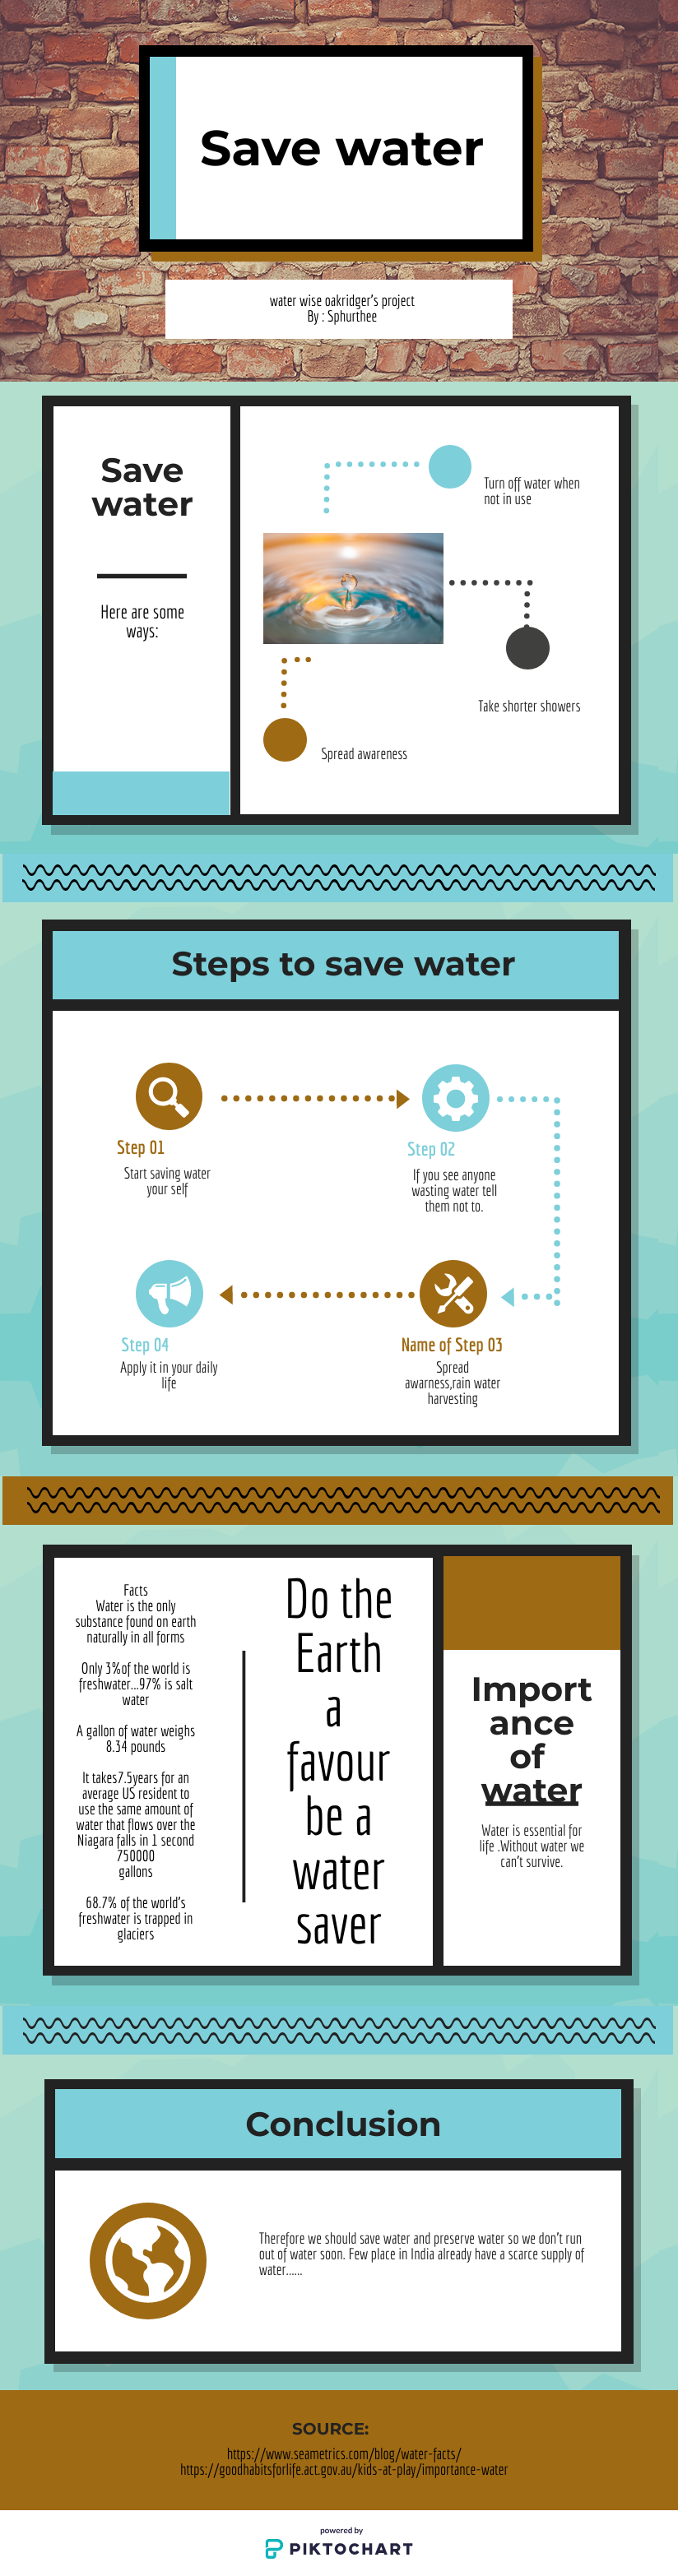 Save water
water wise oakridger's project
By : Sphurthee
Save
water
Here are some
ways:
Turn off water when
not in use
Take shorter showers
Spread awareness
Steps to save water
Step 01
Start saving water
your self
Step 02
If you see anyone
wasting water tell
them not to.
Step 04
Apply it in your daily
life
Name of Step 03
Spread
awarness,rain water
harvesting
Facts
Water is the only
substance found on earth
naturally in all forms
Only 3%of the world is
freshwater...97% is salt
water
A gallon of water weighs
8.34 pounds
It takes7.5years for an
average US resident to
use the same amount of
water that flows over the
Niagara falls in 1 second
750000
gallons
68.7% of the world's
freshwater is trapped in
glaciers
Do the
Earth
a
favour
be a
water
saver
Import
ance
of
water
Water is essential for
life .Without water we
can't survive.
Conclusion
Therefore we should save water and preserve water so we don't run
out of water soon. Few place in India already have a scarce supply of
water......
SOURCE:
https://www.seametrics.com/blog/water-facts/
https://goodhabitsforlife.act.gov.au/kids-at-play/importance-water
powered by
PIKTOCHART